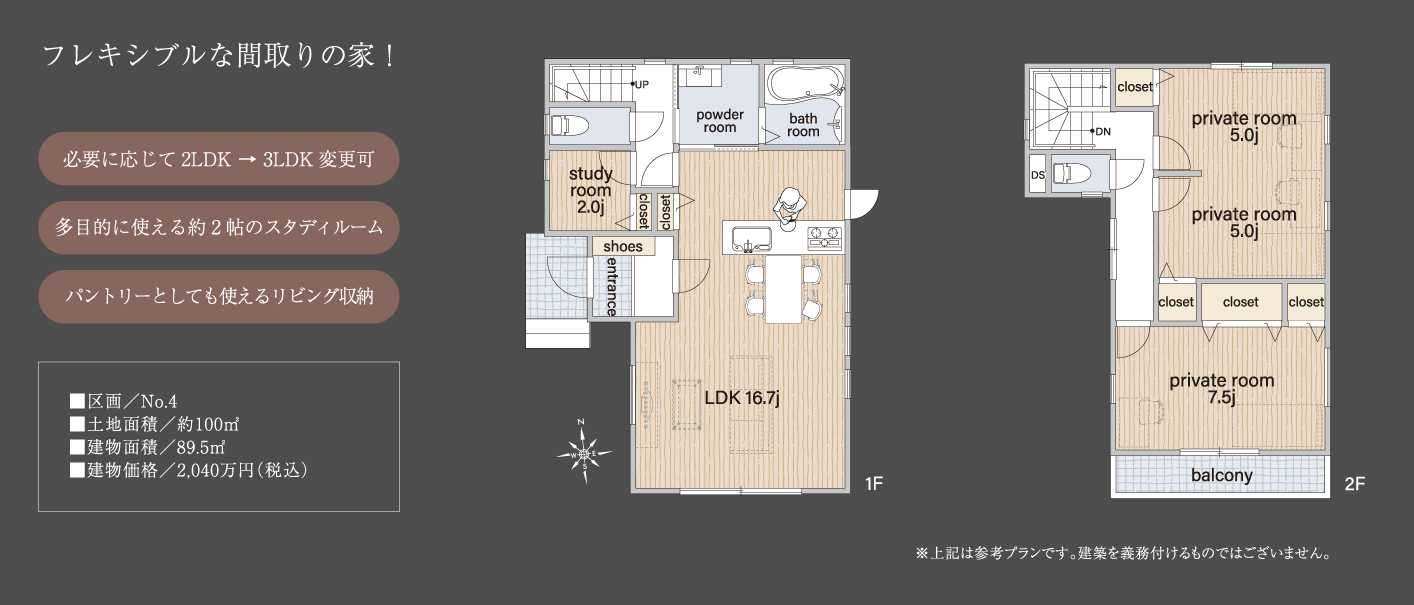 フレキシブルな間取りの家！
必要に応じて 2LDK → 3LDK 変更可
多目的に使える約 2 帖のスタディルーム
パントリーとしても使えるリビング収納
■区画／No.4
■土地面積／約100㎡
■建物面積／89.5㎡
■建物価格／2,040万円（税込）
UP
powder
room
bath
room
study
room
2.0j
closet
closet
shoes
entrance
LDK 16.7j
N
W
E
S
1F
closet
private room
5.0j
DN
DS
private room
5.0j
closet
closet
closet
private room
7.5j
balcony
2F
※上記は参考プランです。建築を義務付けるものではございません。